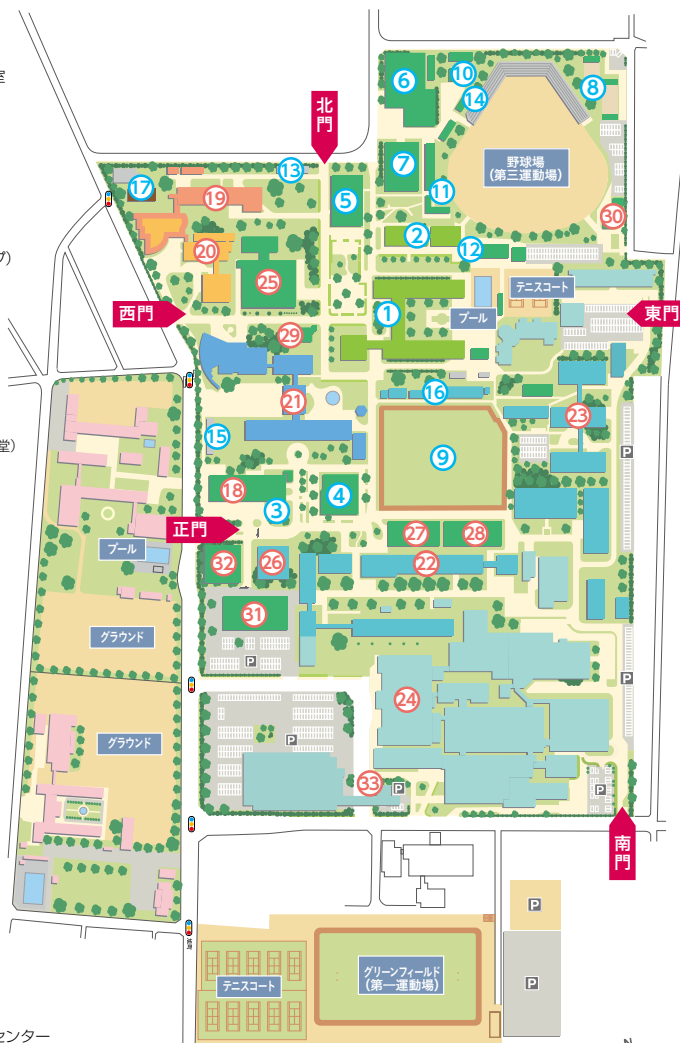 室
⑥
⑩
⑭
⑧
北門
野球場
(第三運動場)
⑦
⑬
⑰
⑲
⑤
⑪
㉚
②
⑫
⑳
プ)
㉕
テニスコート
西門
①
プール
東門
㉙
⑯
㉑
㉓
⑮
堂)
⑨
P
⑱
④
③
正門
㉗
㉘
プール
㉜
㉖
㉒
㉛
グラウンド
P
P
㉔
グラウンド
P
㉝
P
P
南門
P
テニスコート
グリーンフィールド
(第一運動場)
P
センター